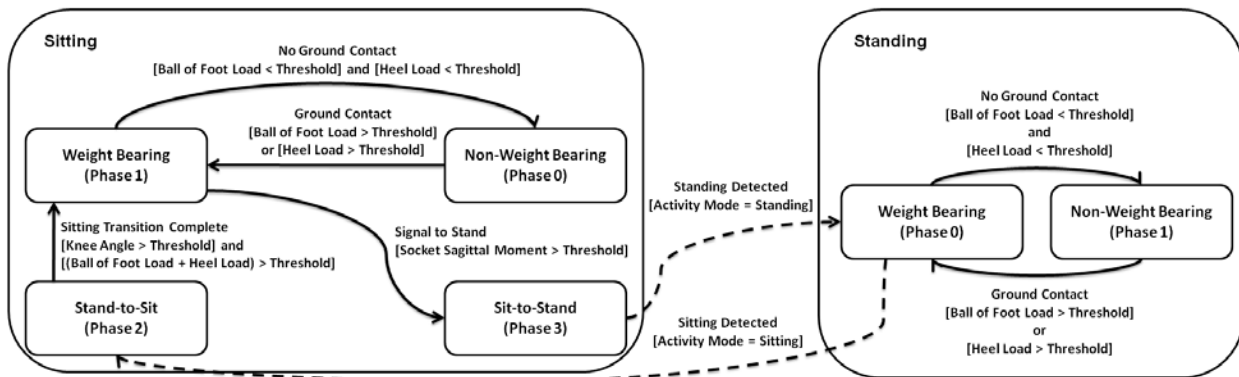 Sitting
No Ground Contact
[Ball of Foot Load < Threshold] and [Heel Load < Threshold]
Ground Contact
[Ball of Foot Load > Threshold]
or [Heel Load > Threshold]
Weight Bearing
(Phase 1)
Non-Weight Bearing
(Phase 0)
Sitting Transition Complete
[Knee Angle > Threshold] and
[(Ball of Foot Load + Heel Load) > Threshold]
Signal to Stand
[Socket Sagittal Moment > Threshold]
Stand-to-Sit
(Phase 2)
Sit-to-Stand
(Phase 3)
Standing Detected
[Activity Mode = Standing]
Sitting Detected
[Activity Mode = Sitting]
Standing
No Ground Contact
[Ball of Foot Load < Threshold]
and
[Heel Load < Threshold]
Weight Bearing
(Phase 0)
Non-Weight Bearing
(Phase 1)
Ground Contact
[Ball of Foot Load > Threshold]
or
[Heel Load > Threshold]